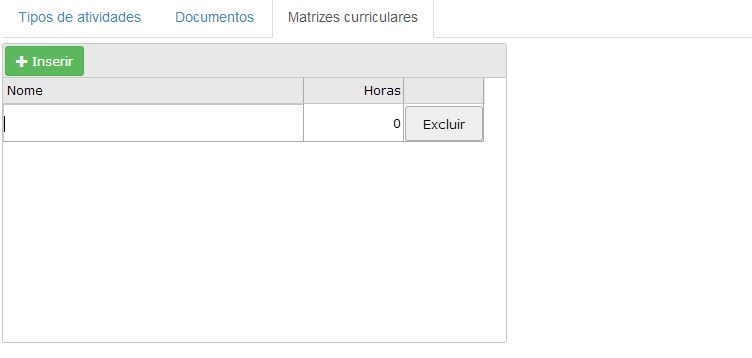 Tipos de atividades Documentos Matrizes curriculares
Inserir
Nome Horas
0 Excluir